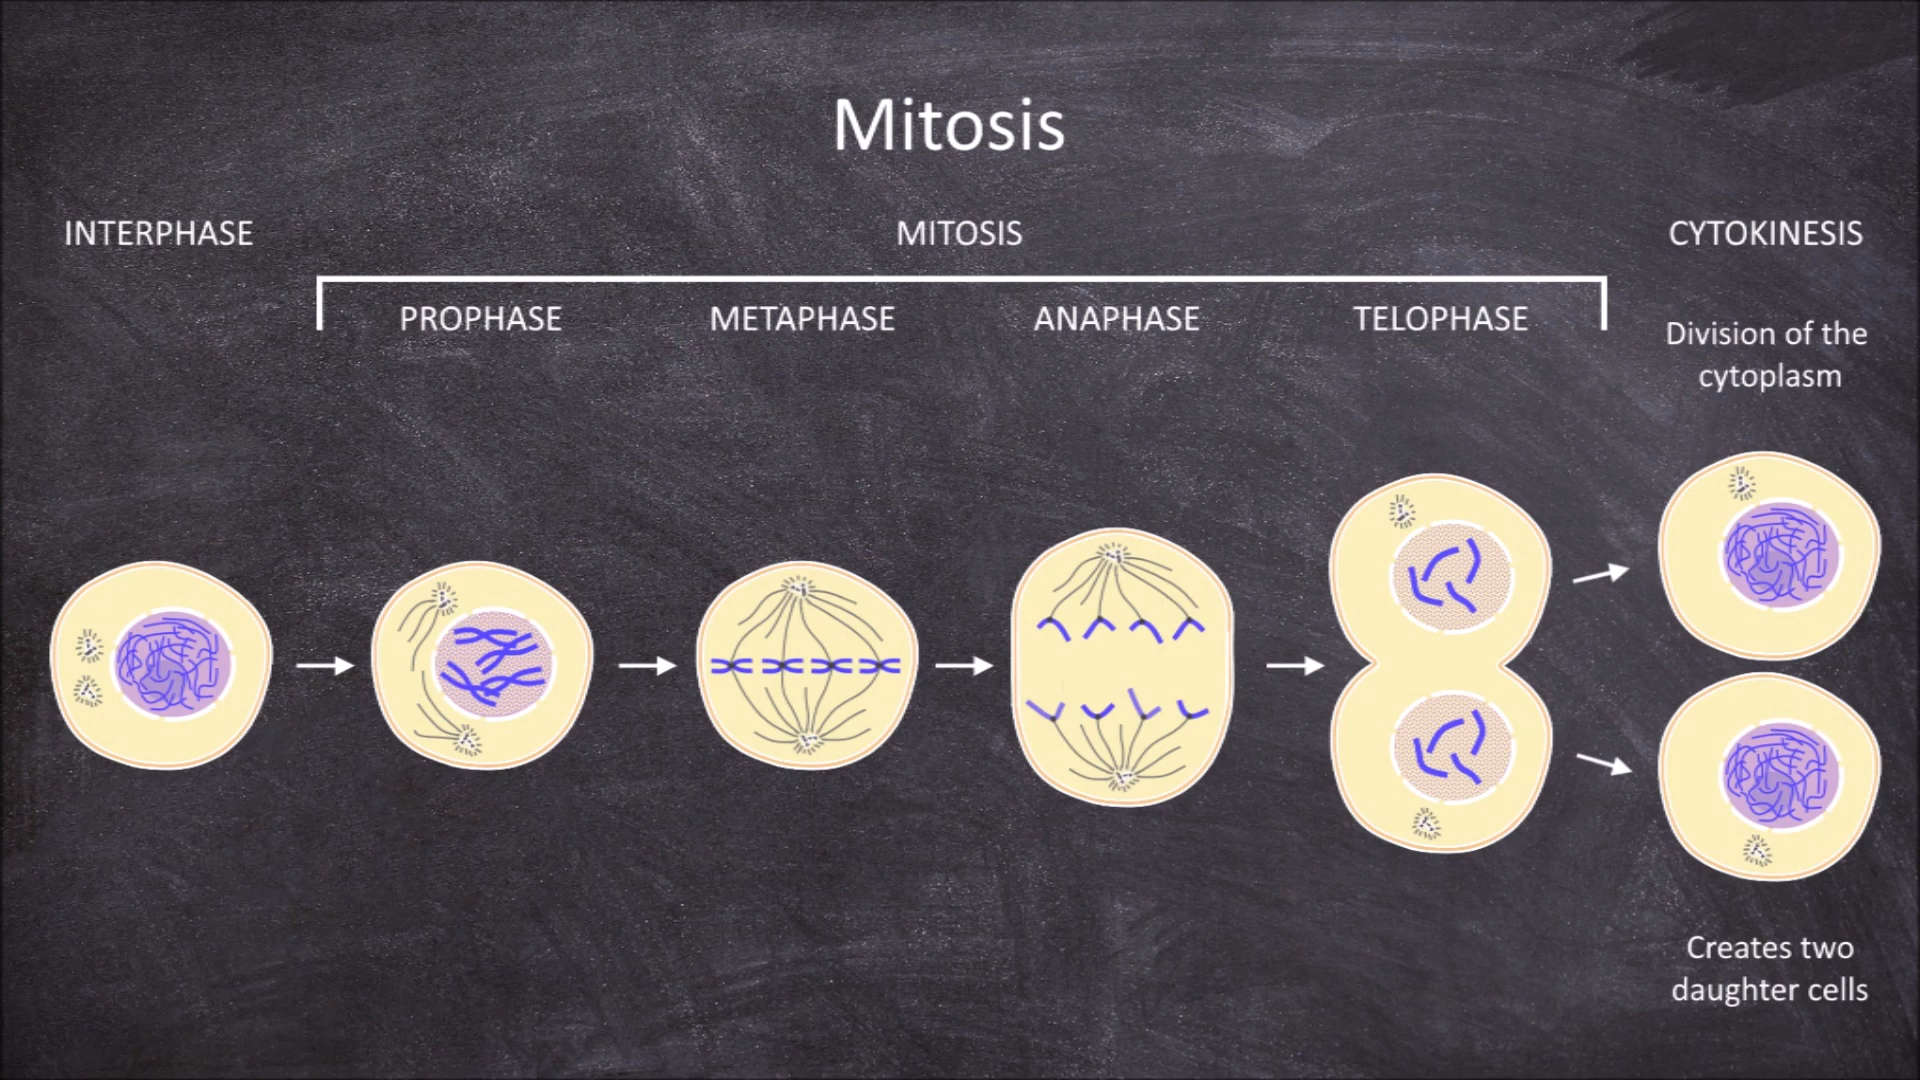 Mitosis
INTERPHASE
MITOSIS
CYTOKINESIS
PROPHASE
METAPHASE
ANAPHASE
TELOPHASE
Division of the
cytoplasm
Creates two
daughter cells